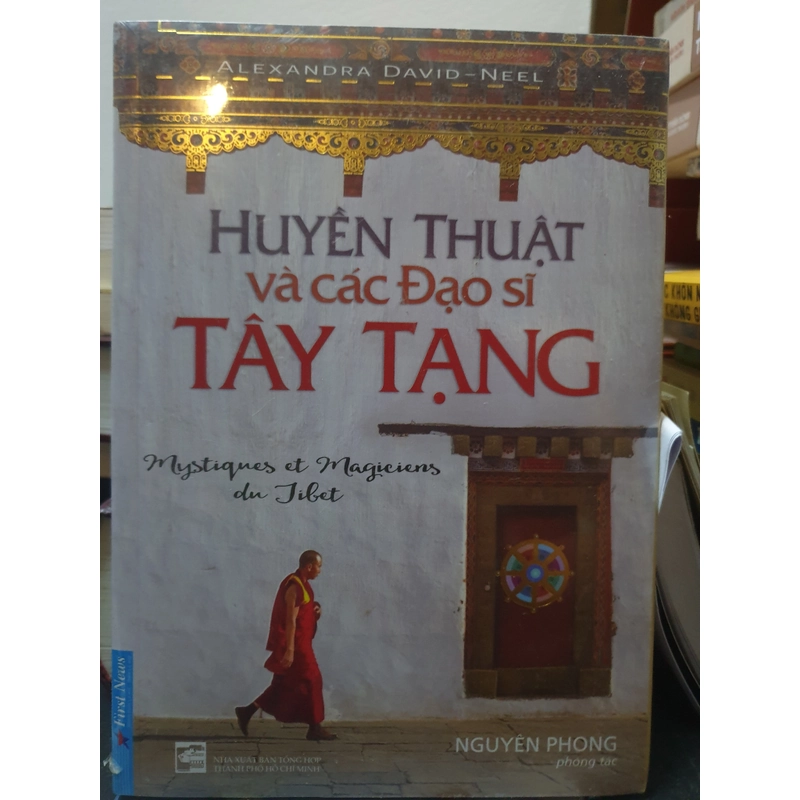 ALEXANDRA DAVID-NEEL
HUYỀN THUẬT
và các Đạo sĩ
TÂY TẠNG
Mystiques et Magiciens
du Tibet
First News
NHÀ XUẤT BẢN TỔNG HỢP
THÀNH PHỐ HỒ CHÍ MINH
NGUYÊN PHONG
phóng tác